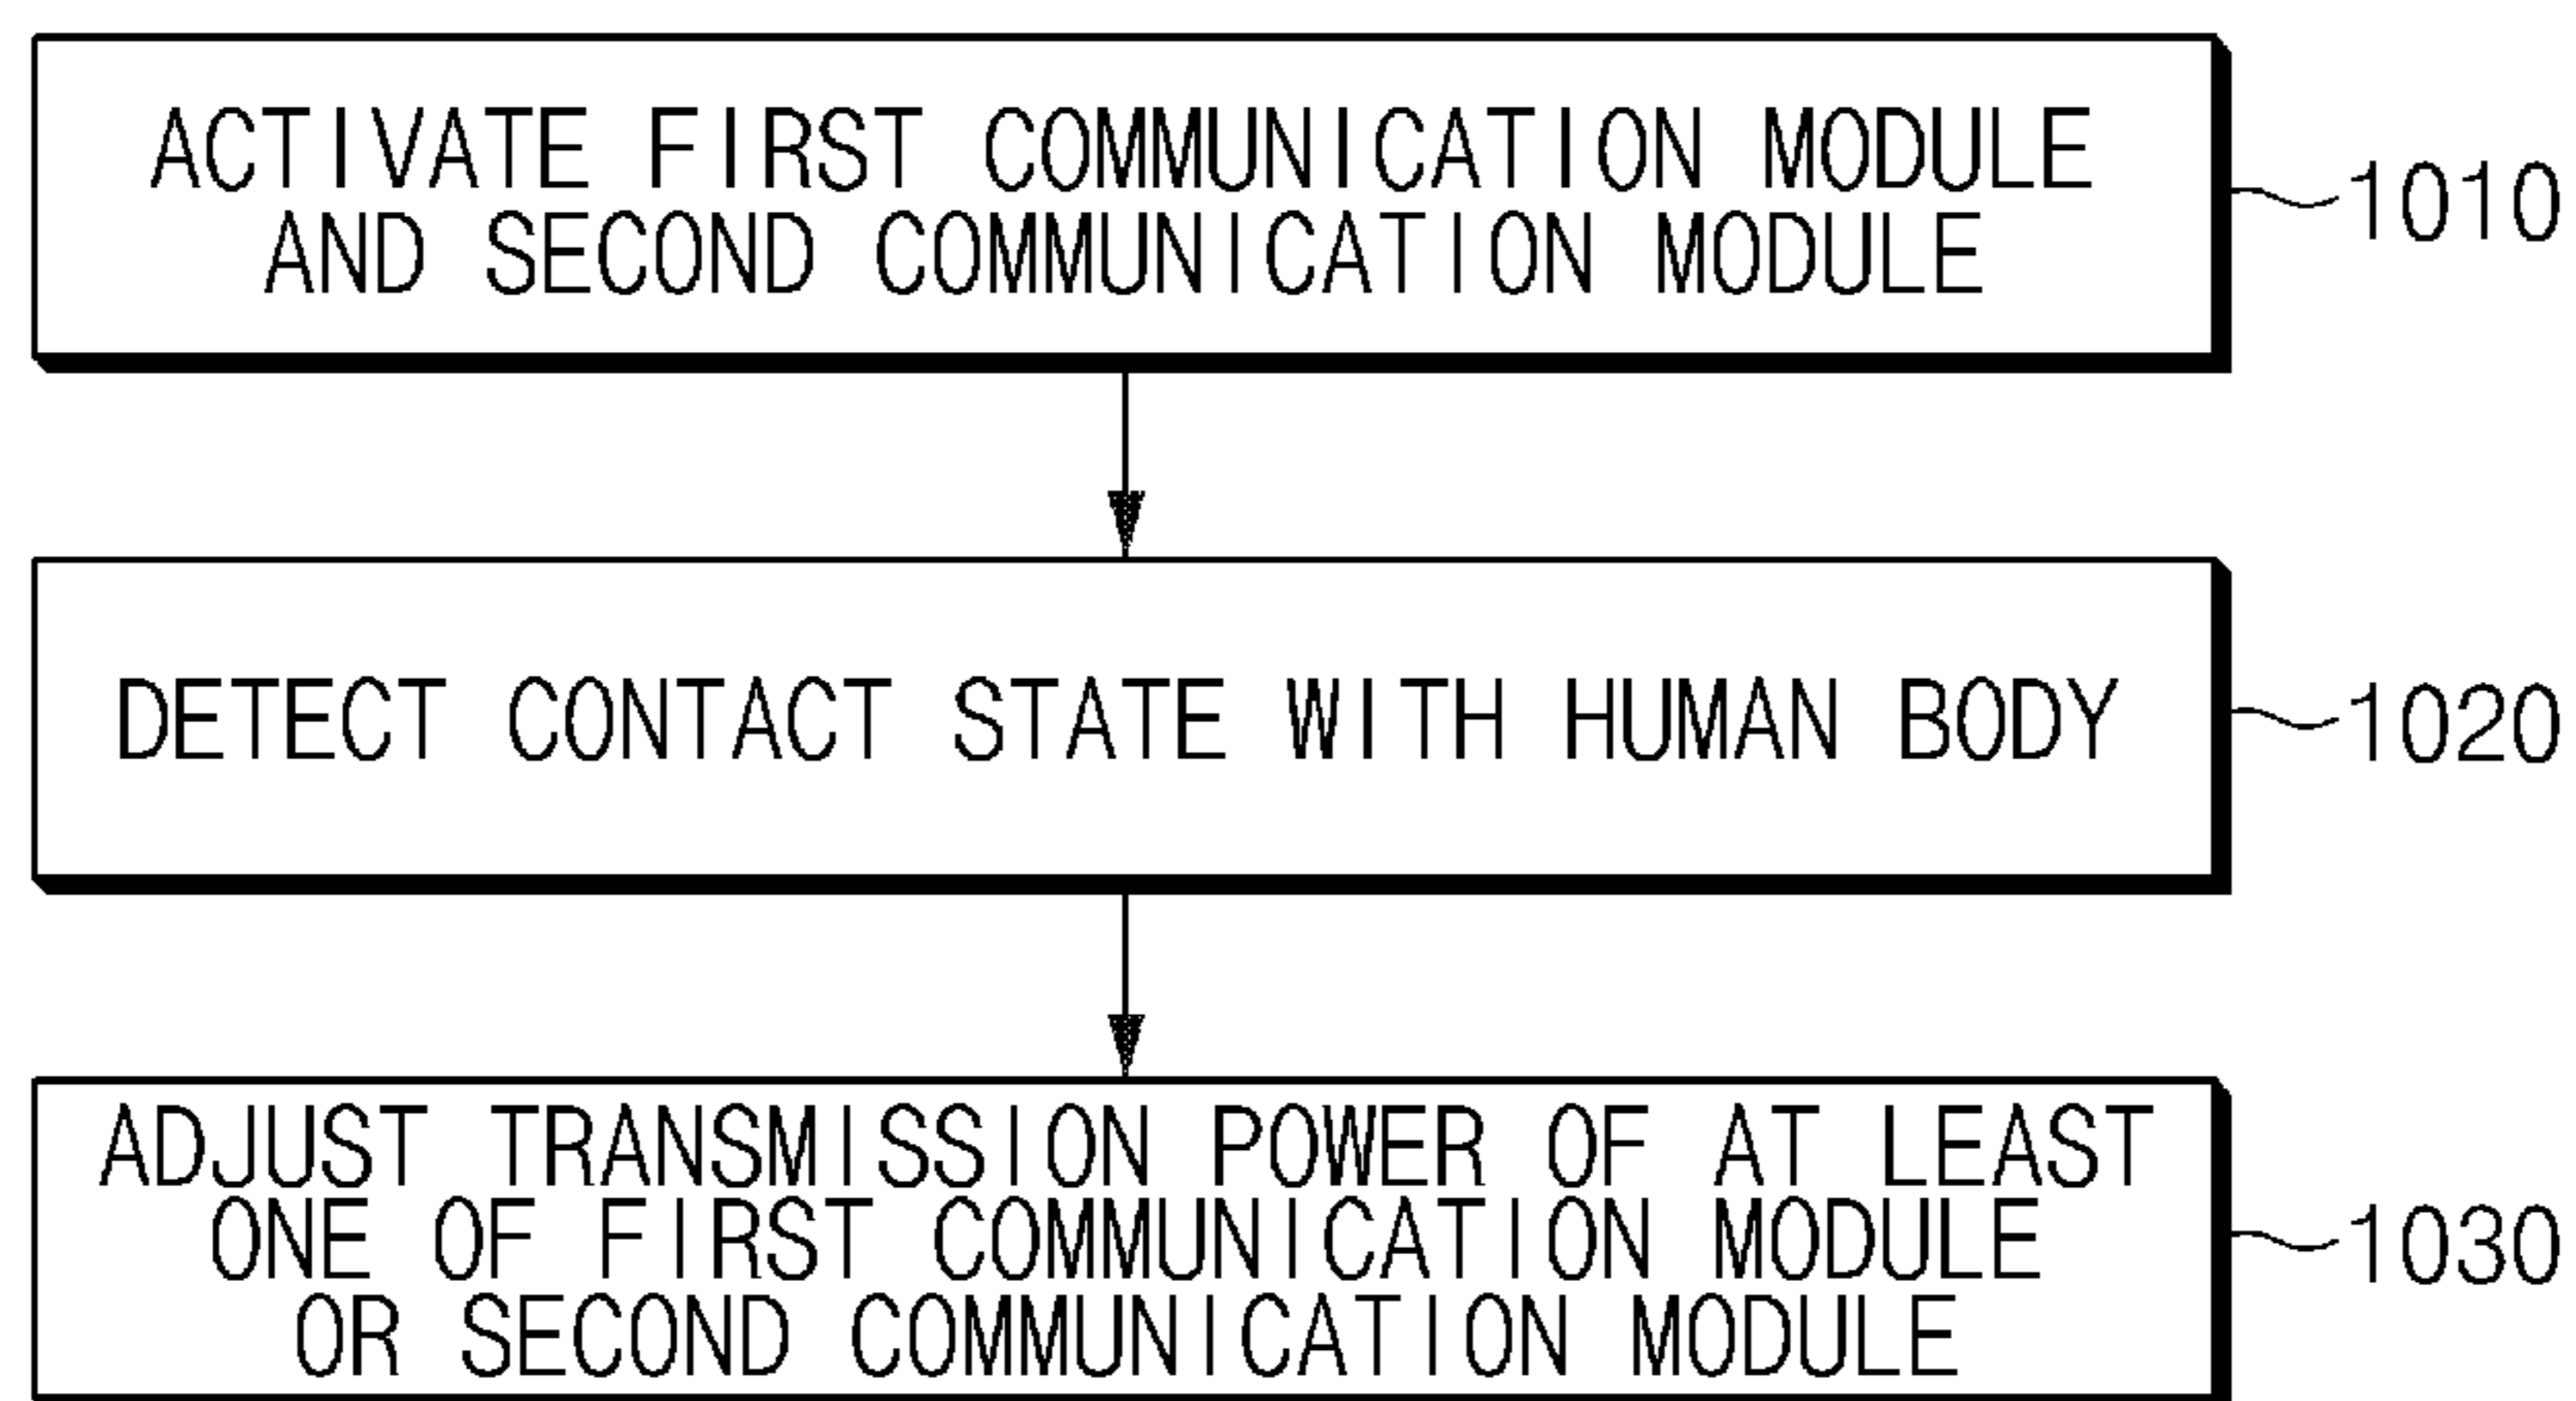 ACTIVATE FIRST COMMUNICATION MODULE
AND SECOND COMMUNICATION MODULE
1010
DETECT CONTACT STATE WITH HUMAN BODY
1020
ADJUST TRANSMISSION POWER OF AT LEAST
ONE OF FIRST COMMUNICATION MODULE
OR SECOND COMMUNICATION MODULE
1030